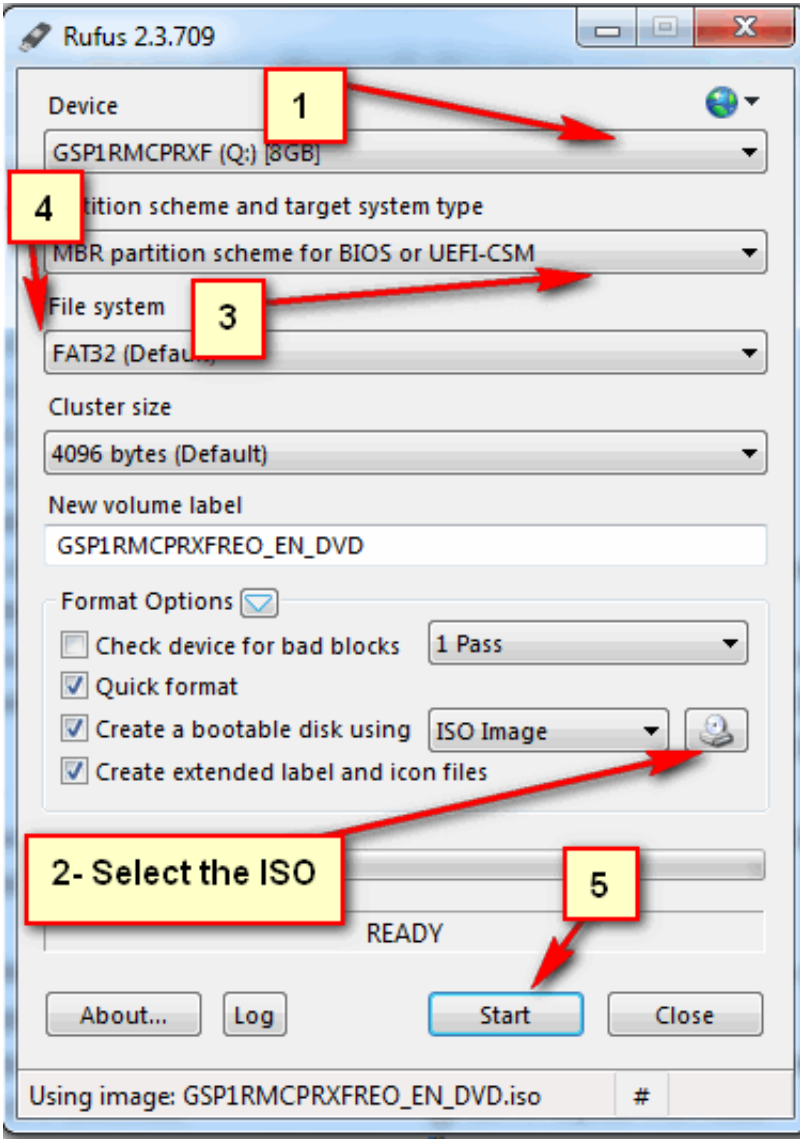 Rufus 2.3.709
Device
1
GSP1RMCPRXF (Q:) [8GB]
4
tition scheme and target system type
MBR partition scheme for BIOS or UEFI-CSM
3
File system
FAT32 (Defau
Cluster size
4096 bytes (Default)
New volume label
GSP1RMCPRXFREO_EN_DVD
Format Options
Check device for bad blocks 1 Pass
Quick format
Create a bootable disk using ISO Image
Create extended label and icon files
2- Select the ISO
5
READY
About... Log Start Close
Using image: GSP1RMCPRXFREO_EN_DVD.iso #